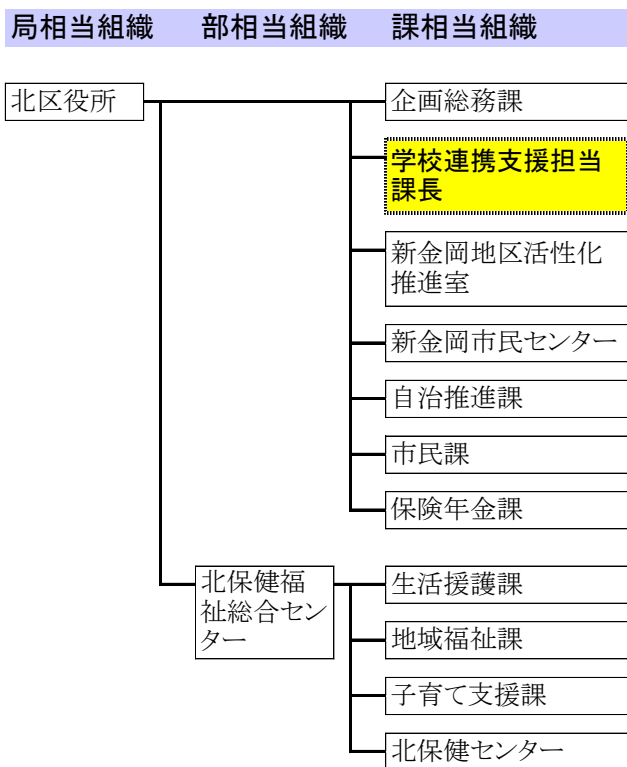 局相当組織 部相当組織 課相当組織
北区役所
企画総務課
学校連携支援担当
課長
新金岡地区活性化
推進室
新金岡市民センター
自治推進課
市民課
保険年金課
北保健福
祉総合セン
ター
生活援護課
地域福祉課
子育て支援課
北保健センター